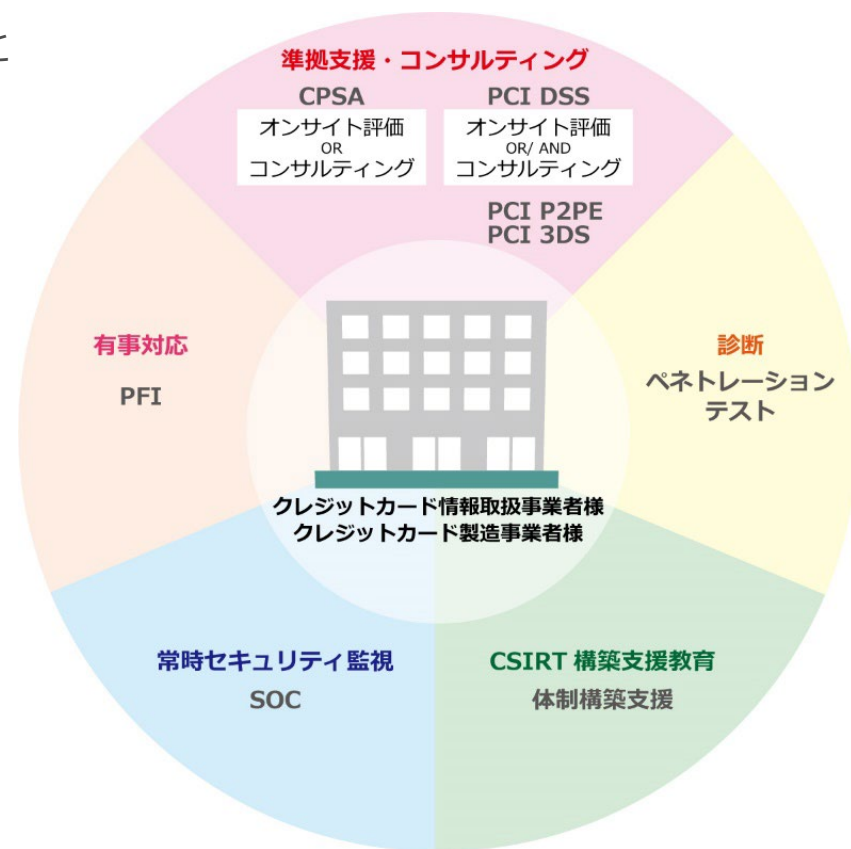 と
準拠支援・コンサルティング
CPSA
オンサイト評価
OR
コンサルティング
PCI DSS
オンサイト評価
OR/ AND
コンサルティング
PCI P2PE
PCI 3DS
有事対応
PFI
診断
ペネトレーション
テスト
クレジットカード情報取扱事業者様
クレジットカード製造事業者様
常時セキュリティ監視
SOC
CSIRT 構築支援教育
体制構築支援